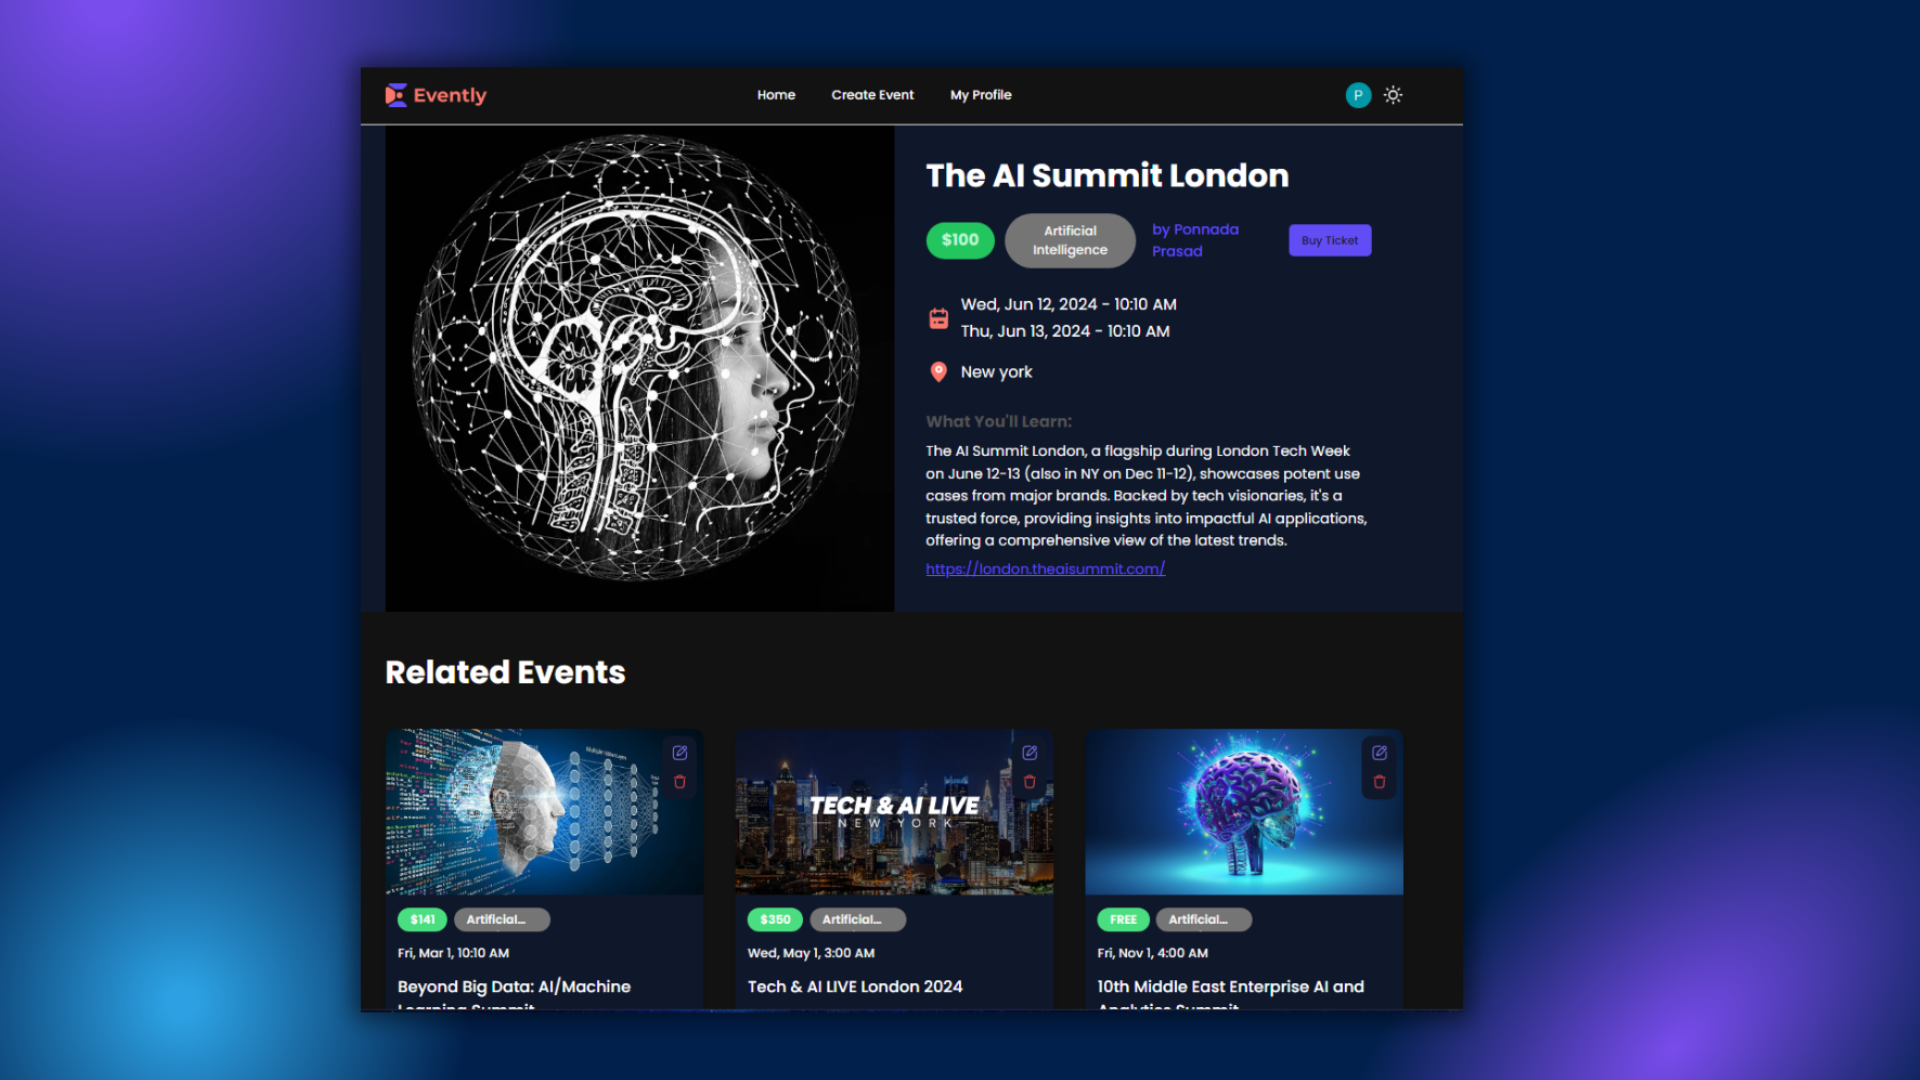 Evently
Home
Create Event
My Profile
P
The AI Summit London
$100
Artificial
Intelligence
by Ponnada
Prasad
Buy Ticket
Wed, Jun 12, 2024 - 10:10 AM
Thu, Jun 13, 2024 - 10:10 AM
New york
What You'll Learn:
The AI Summit London, a flagship during London Tech Week
on June 12-13 (also in NY on Dec 11-12), showcases potent use
cases from major brands. Backed by tech visionaries, it's a
trusted force, providing insights into impactful AI applications,
offering a comprehensive view of the latest trends.
https://london.theaisummit.com/
Related Events
TECH & AI LIVE
NEW YORK
$141
Artificial...
$350
Artificial...
FREE
Artificial...
Fri, Mar 1, 10:10 AM
Wed, May 1, 3:00 AM
Fri, Nov 1, 4:00 AM
Beyond Big Data: AI/Machine
Learning Summit
Tech & AI LIVE London 2024
10th Middle East Enterprise AI and
Analytics Summit